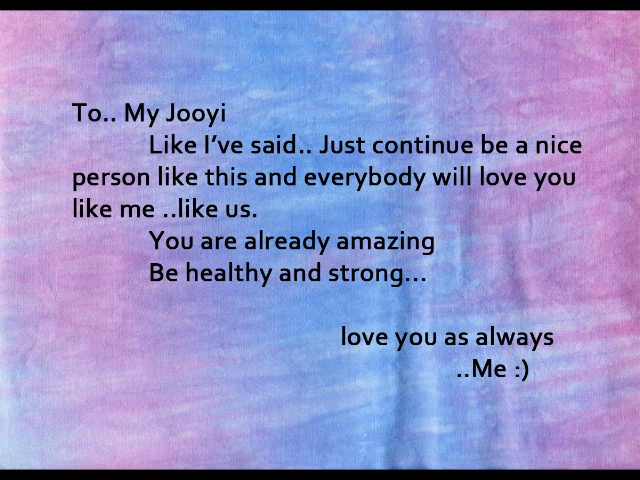 To.. My Jooyi
Like I've said.. Just continue be a nice
person like this and everybody will love you
like me ..like us.
You are already amazing
Be healthy and strong...
love you as always
..Me :)